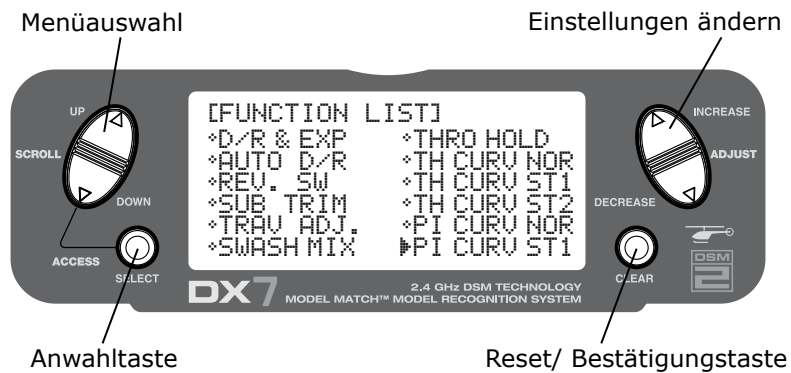 Menüauswahl
Einstellungen ändern
UP
SCROLL
DOWN
ACCESS
SELECT
[FUNCTION LIST]
D/R & EXP
AUTO D/R
REV. SW
SUB TRIM
TRAV ADJ.
SWASH MIX
THRO HOLD
TH CURV NOR
TH CURV ST1
TH CURV ST2
PI CURV NOR
PI CURV ST1
INCREASE
ADJUST
DECREASE
CLEAR
DSM
2
DX7
2.4 GHz DSM TECHNOLOGY
MODEL MATCH™ MODEL RECOGNITION SYSTEM
Anwahltaste
Reset/ Bestätigungstaste